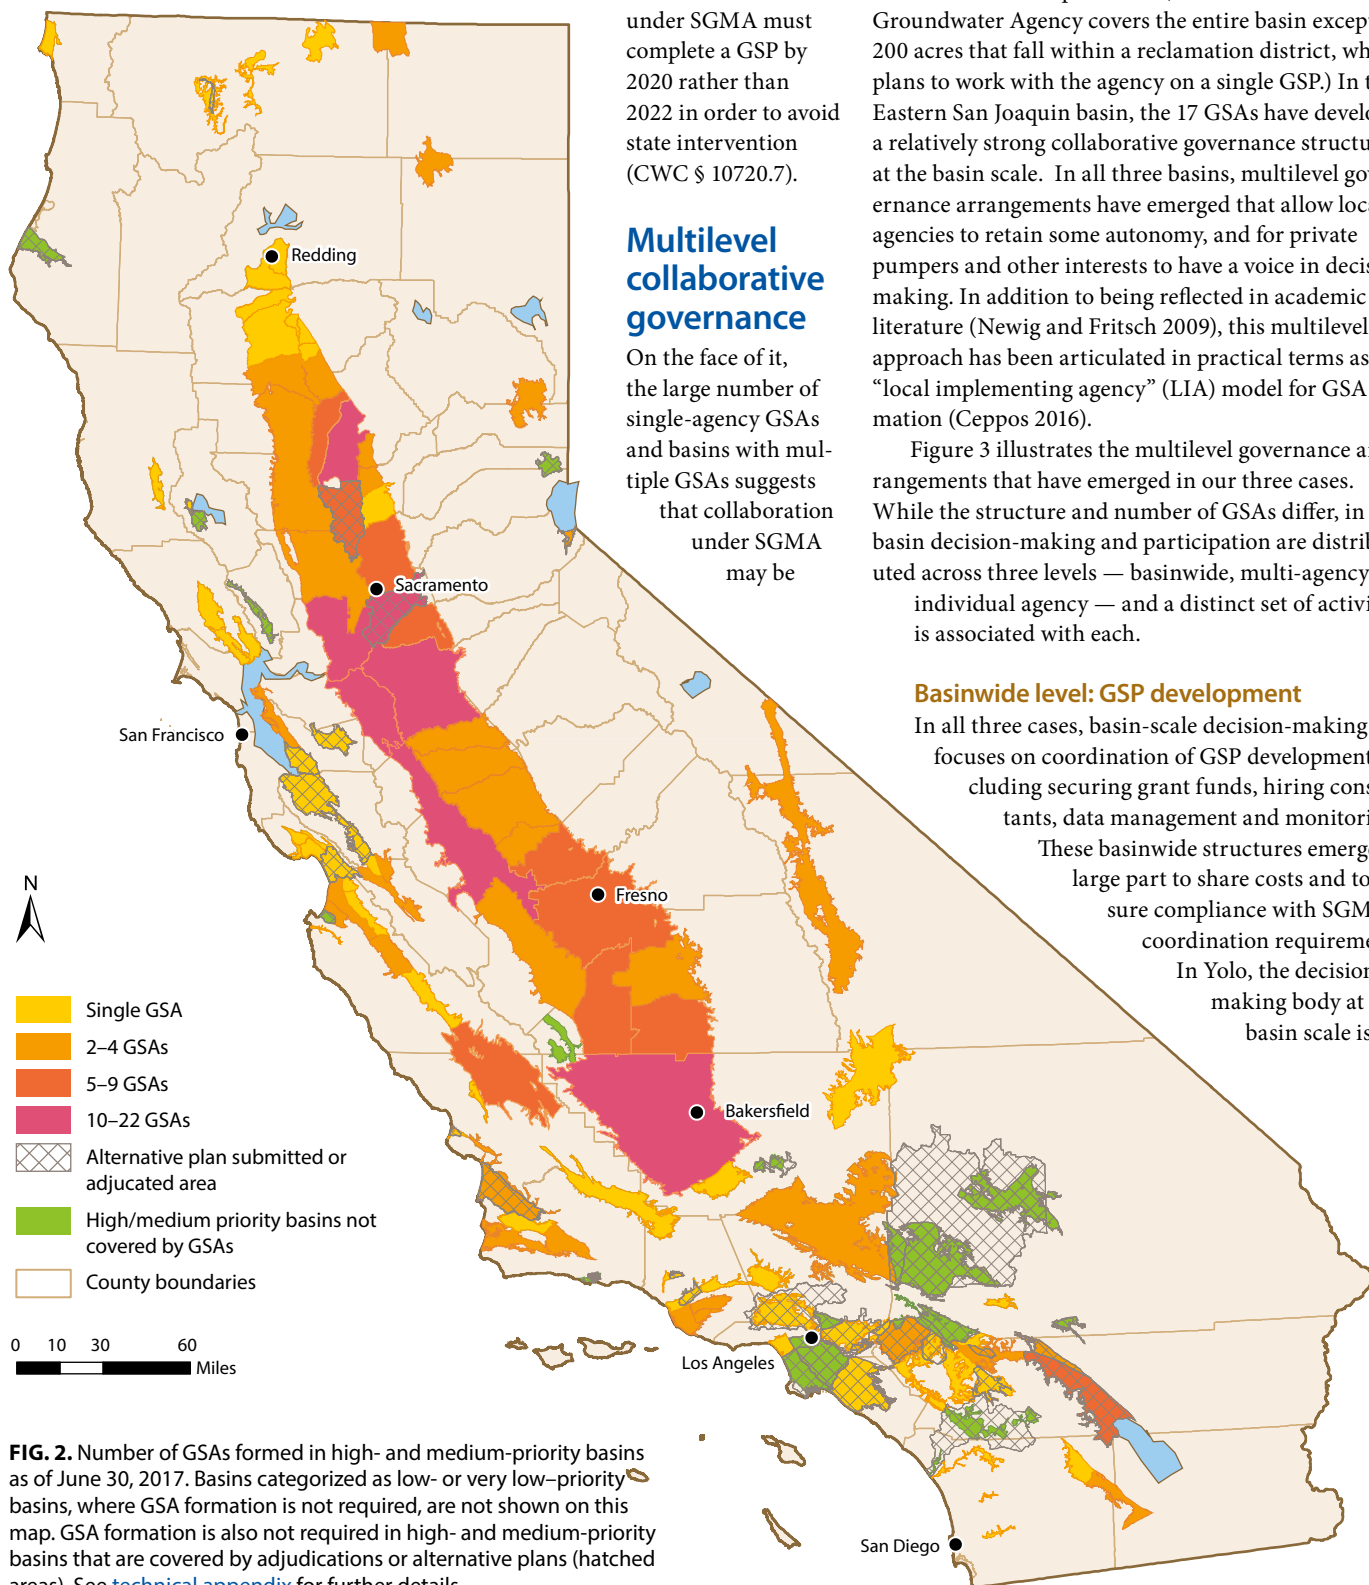 under SGMA must
complete a GSP by
2020 rather than
2022 in order to avoid
state intervention
(CWC § 10720.7).
Multilevel
collaborative
governance
On the face of it,
the large number of
single-agency GSAs
and basins with mul-
tiple GSAs suggests
that collaboration
under SGMA
may be
Groundwater Agency covers the entire basin except
200 acres that fall within a reclamation district,
plans to work with the agency on a single GSP.) In
Eastern San Joaquin basin, the 17 GSAs have
a relatively strong collaborative governance
at the basin scale. In all three basins, multilevel
ernance arrangements have emerged that allow
agencies to retain some autonomy, and for private
pumpers and other interests to have a voice in
making. In addition to being reflected in academic
literature (Newig and Fritsch 2009), this multilevel
approach has been articulated in practical terms as
“local implementing agency” (LIA) model for GSA
mation (Ceppos 2016).
Figure 3 illustrates the multilevel governance
rangements that have emerged in our three cases.
While the structure and number of GSAs differ, in
basin decision-making and participation are
uted across three levels — basinwide, multi-agency
individual agency — and a distinct set of
is associated with each.
Basinwide level: GSP development
In all three cases, basin-scale decision-making
focuses on coordination of GSP development
cluding securing grant funds, hiring
tants, data management and
These basinwide structures
large part to share costs and to
sure compliance with
coordination
In Yolo, the decision
making body at
basin scale is
Redding
Sacramento
San Francisco
Fresno
Bakersfield
Los Angeles
San Diego
N
Single GSA
2–4 GSAs
5–9 GSAs
10–22 GSAs
Alternative plan submitted or
adjucated area
High/medium priority basins not
covered by GSAs
County boundaries
0 10 30 60
Miles
FIG. 2. Number of GSAs formed in high- and medium-priority basins
as of June 30, 2017. Basins categorized as low- or very low–priority
basins, where GSA formation is not required, are not shown on this
map. GSA formation is also not required in high- and medium-priority
basins that are covered by adjudications or alternative plans (hatched
areas). See technical appendix for further details.